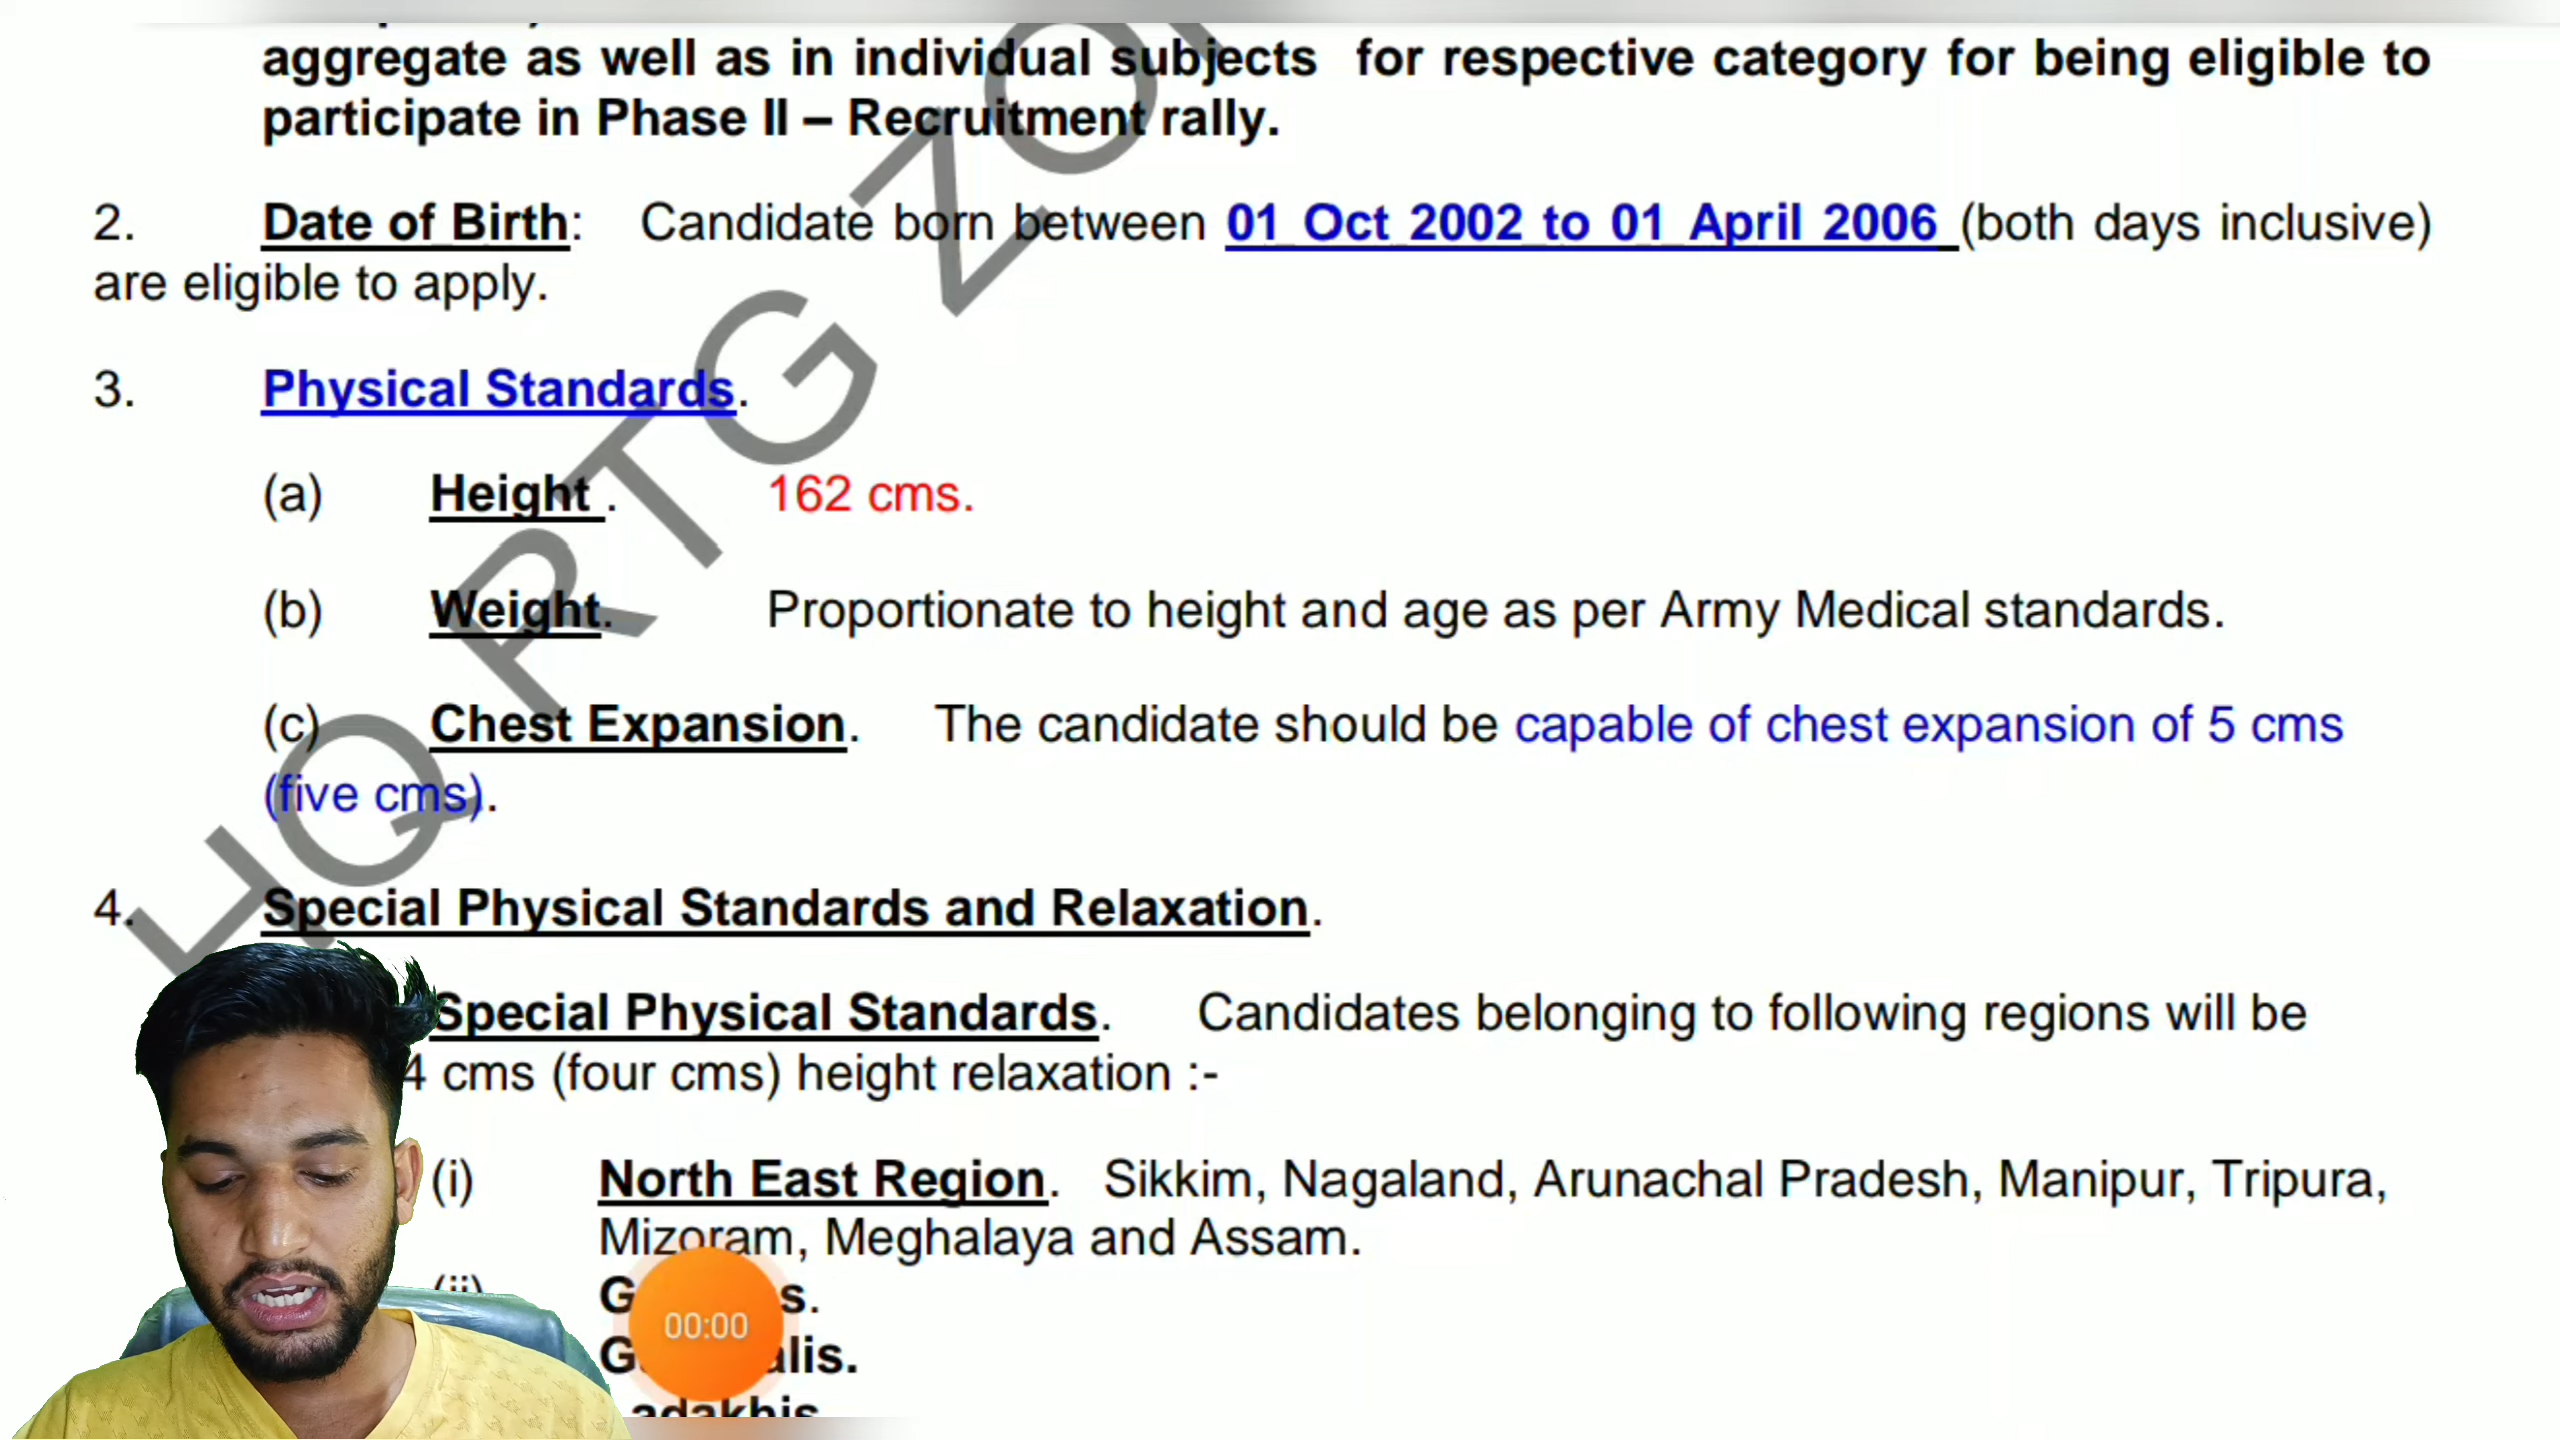 aggregate as well as in individual subjects for respective category for being eligible to
participate in Phase II – Recruitment rally.
2. Date of Birth: Candidate born between 01 Oct 2002 to 01 April 2006 (both days inclusive)
are eligible to apply.
3. Physical Standards.
(a) Height . 162 cms.
(b) Weight. Proportionate to height and age as per Army Medical standards.
(c) Chest Expansion. The candidate should be capable of chest expansion of 5 cms
(five cms).
4. Special Physical Standards and Relaxation.
Special Physical Standards. Candidates belonging to following regions will be
4 cms (four cms) height relaxation :-
(i) North East Region. Sikkim, Nagaland, Arunachal Pradesh, Manipur, Tripura,
Mizoram, Meghalaya and Assam.
(ii)
00:00
HQ RTG